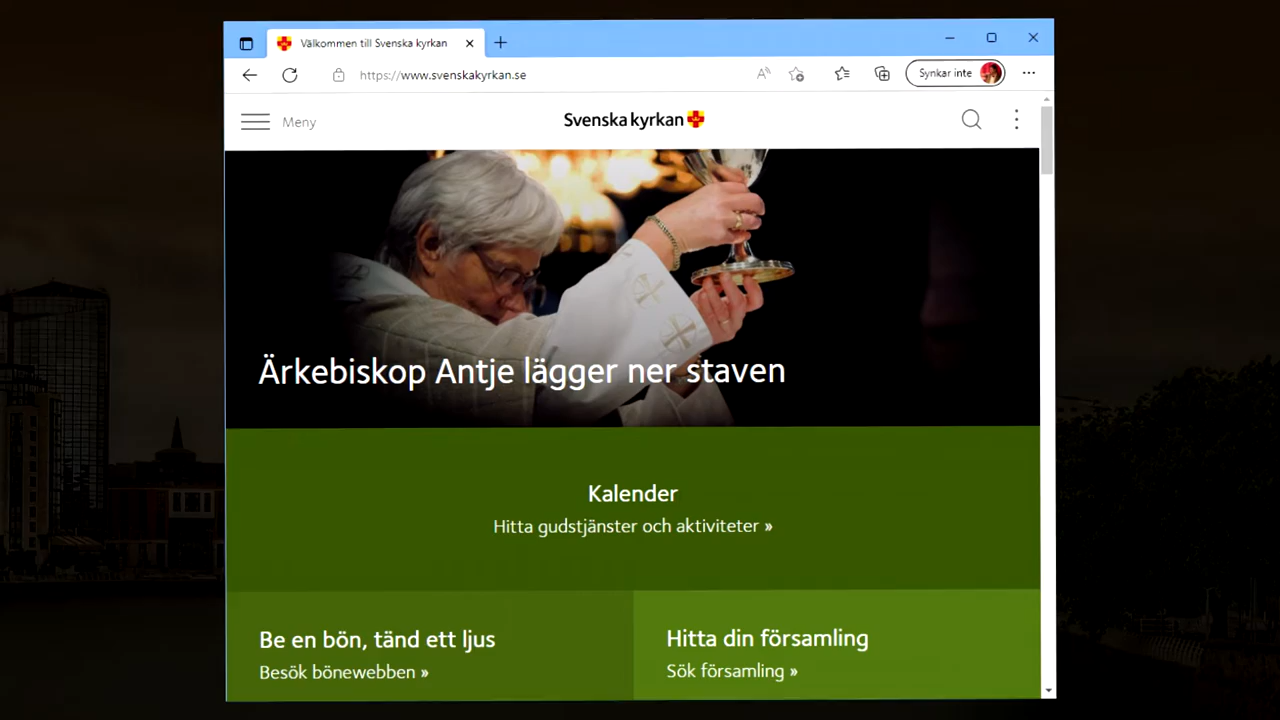 Välkommen till Svenska kyrkan
https://www.svenskakyrkan.se
Synkar inte
Meny
Svenska kyrkan
Ärkebiskop Antje lägger ner staven
Kalender
Hitta gudstjänster och aktiviteter »
Be en bön, tänd ett ljus
Besök bönewebben »
Hitta din församling
Sök församling »